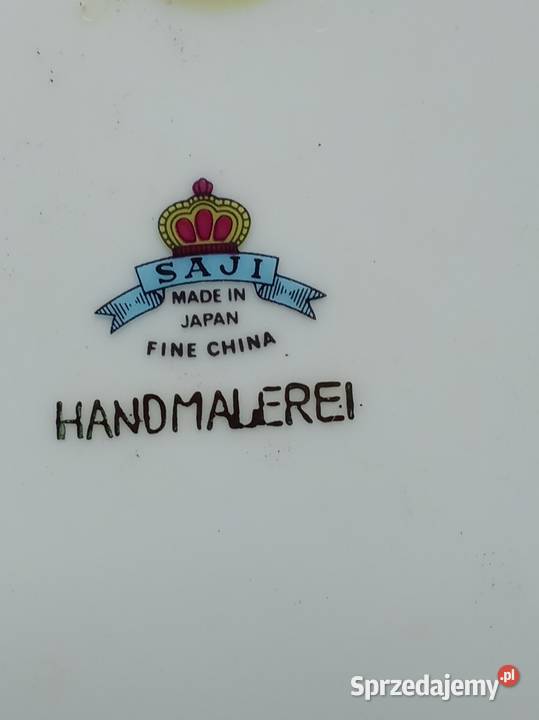 SAJI
MADE IN
JAPAN
FINE CHINA
HANDMALEREI
Sprzedajemy.pl